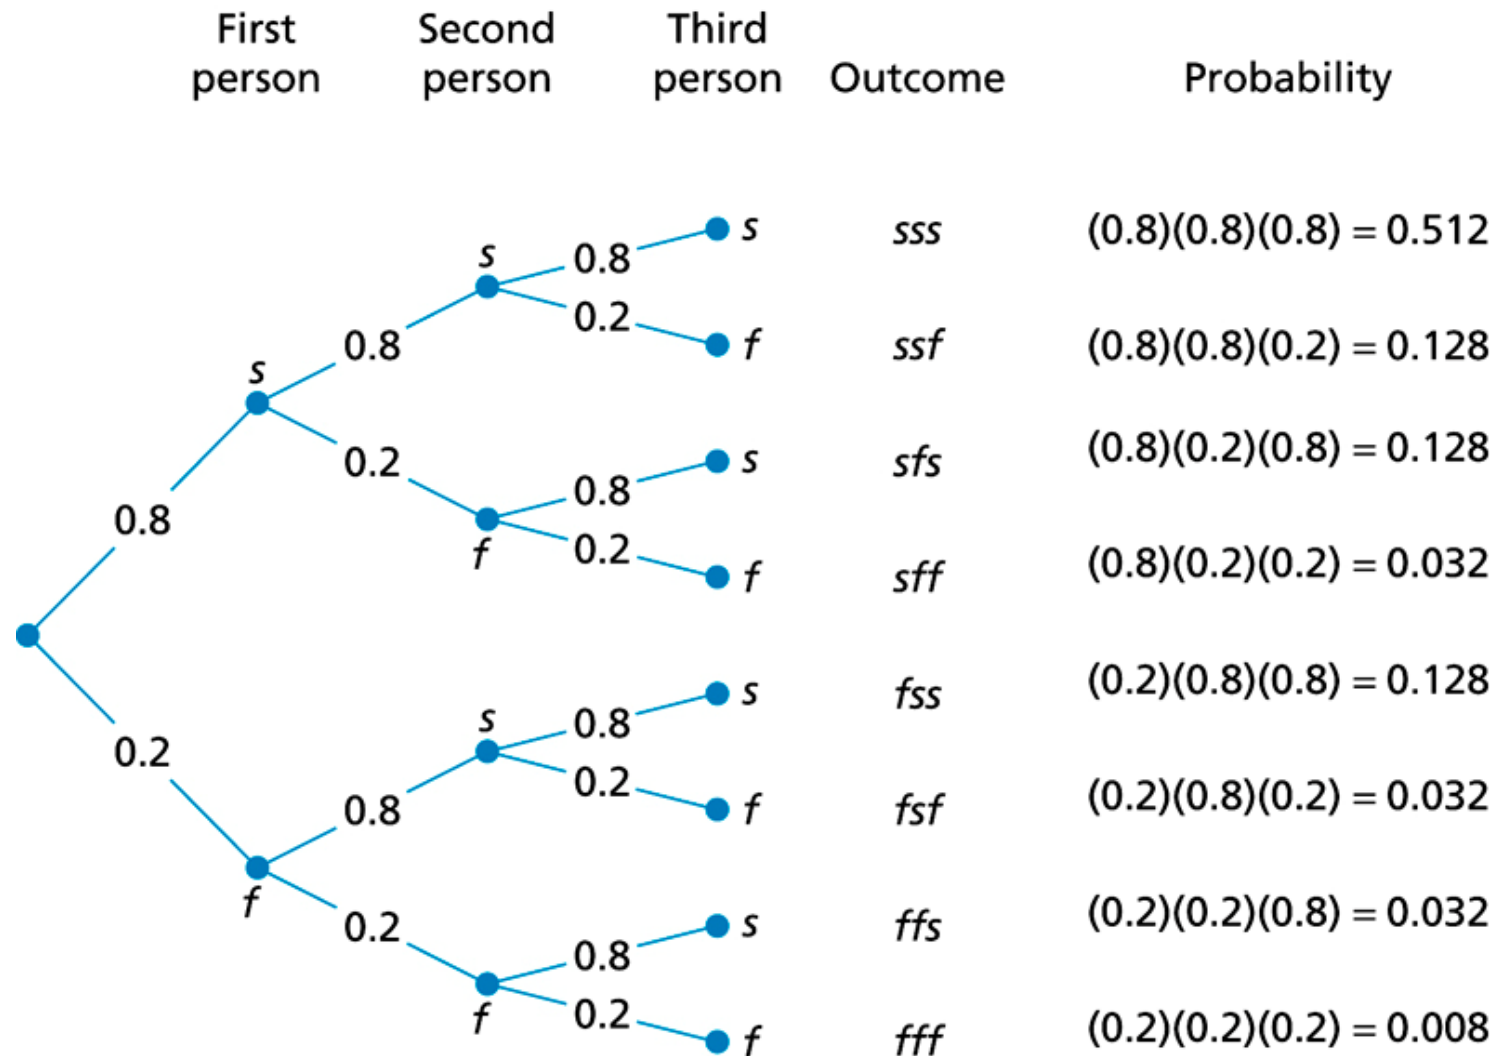 First Second Third
person person person Outcome Probability
s 0.8 s sss (0.8)(0.8)(0.8) = 0.512
0.2
0.8 f ssf (0.8)(0.8)(0.2) = 0.128
s
0.2 s sfs (0.8)(0.2)(0.8) = 0.128
0.8
0.8 f 0.2
f sff (0.8)(0.2)(0.2) = 0.032
s s fss (0.2)(0.8)(0.8) = 0.128
0.8
0.2 0.2
0.8 f fsf (0.2)(0.8)(0.2) = 0.032
f
0.2 s ffs (0.2)(0.2)(0.8) = 0.032
0.8
f 0.2
f fff (0.2)(0.2)(0.2) = 0.008